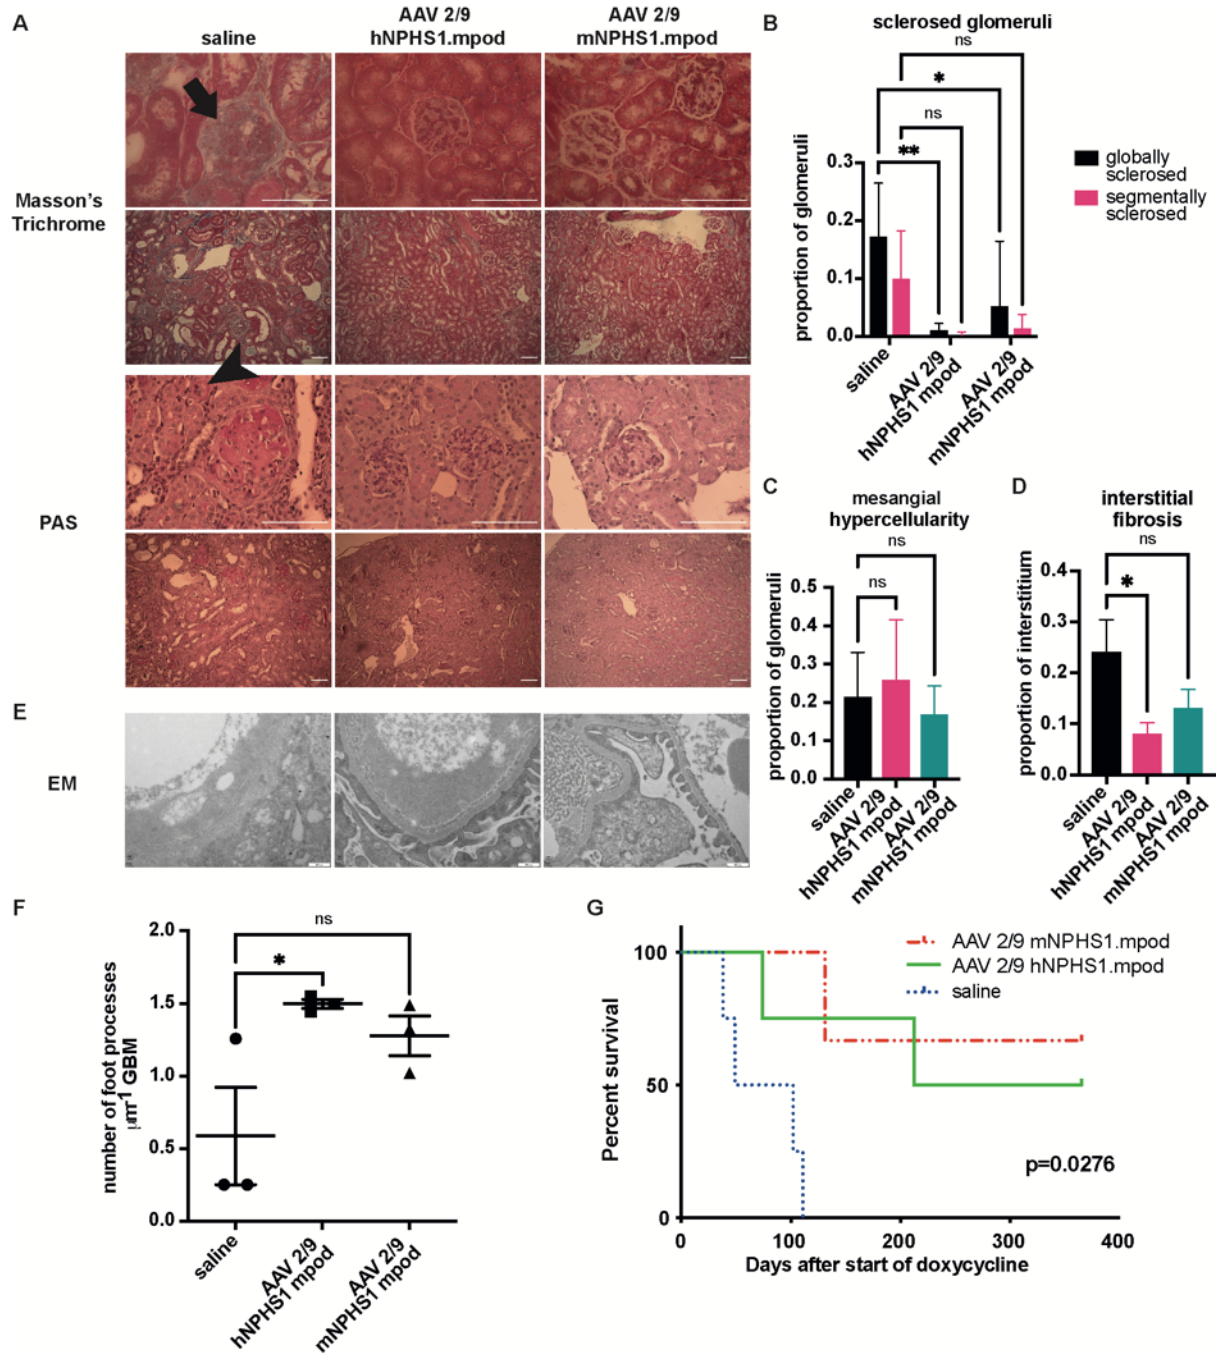 A
saline
AAV 2/9
hNPHS1.mpod
AAV 2/9
mNPHS1.mpod
Masson's
Trichrome
PAS
B
sclerosed glomeruli
ns
*
ns
**
proportion of glomeruli
0.3
0.2
0.1
0.0
saline
AAV 2/9
hNPHS1 mpod
AAV 2/9
mNPHS1 mpod
globally
sclerosed
segmentally
sclerosed
C
mesangial
hypercellularity
ns
ns
proportion of glomeruli
0.5
0.4
0.3
0.2
0.1
0.0
saline
AAV 2/9
hNPHS1 mpod
AAV 2/9
mNPHS1 mpod
D
interstitial
fibrosis
ns
*
proportion of interstitium
0.4
0.3
0.2
0.1
0.0
saline
AAV 2/9
hNPHS1 mpod
AAV 2/9
mNPHS1 mpod
E
EM
F
ns
*
number of foot processes
µm⁻¹ GBM
2.0
1.5
1.0
0.5
0.0
saline
AAV 2/9
hNPHS1 mpod
AAV 2/9
mNPHS1 mpod
G
AAV 2/9 mNPHS1.mpod
AAV 2/9 hNPHS1.mpod
saline
Percent survival
100
50
0
p=0.0276
0
100
200
300
400
Days after start of doxycycline